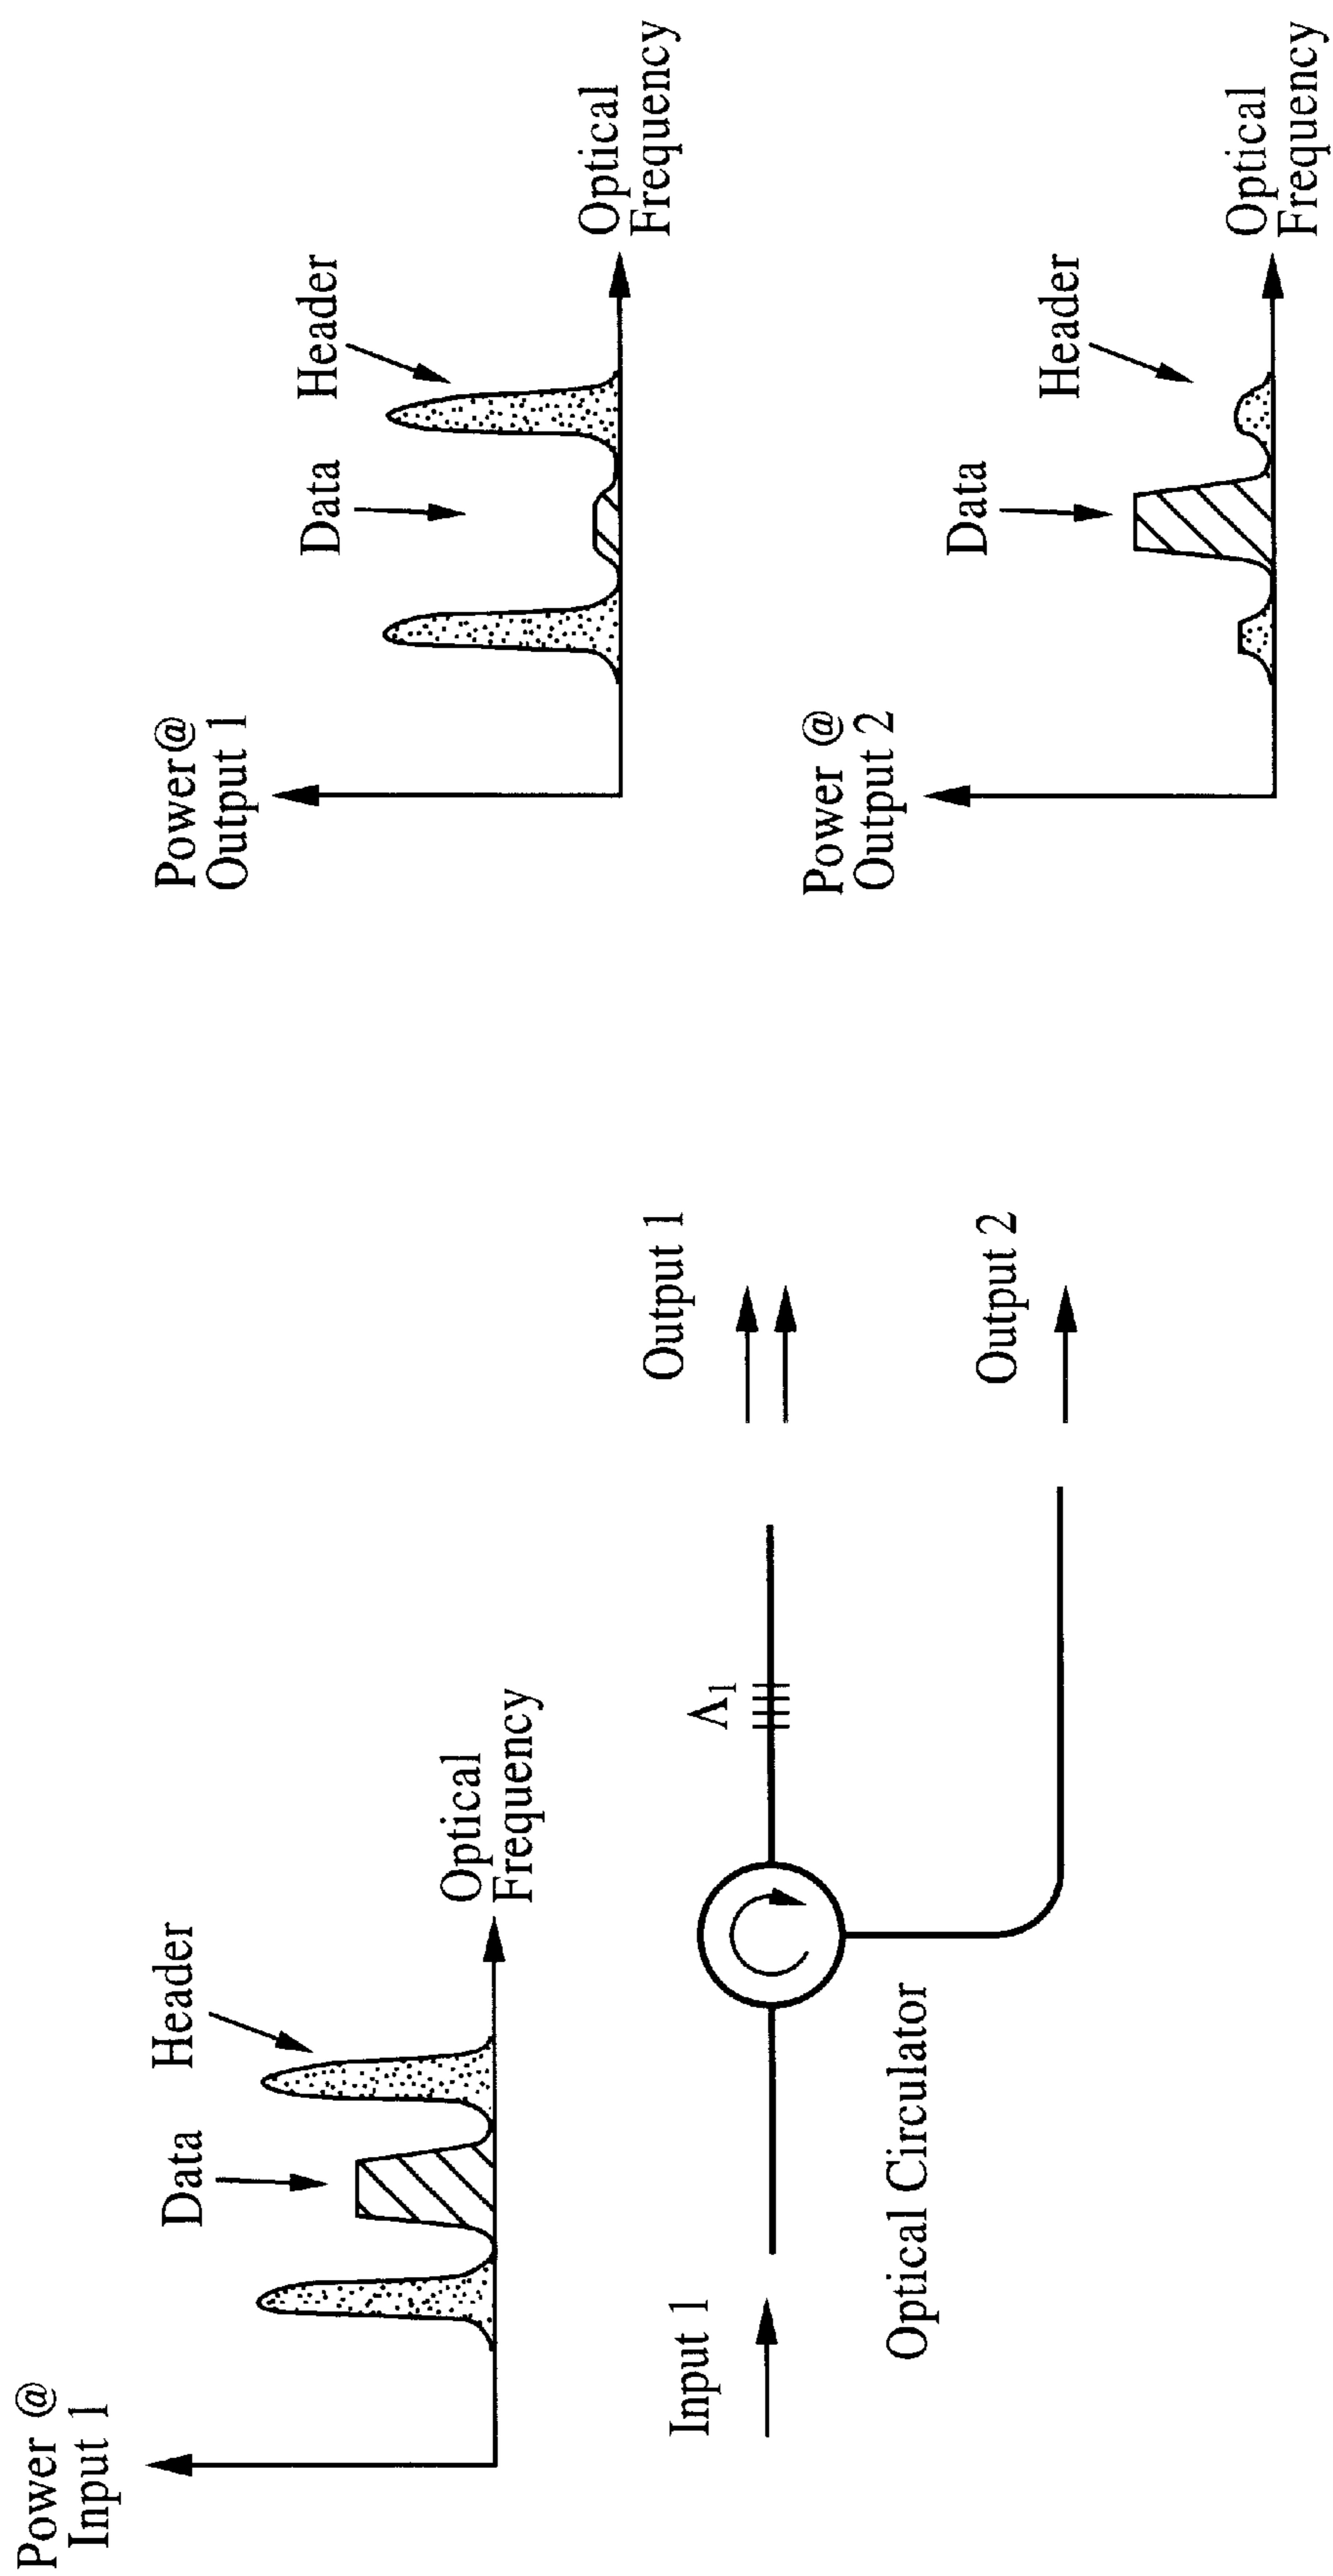 Power @
Input 1
Data
Header
Optical
Frequency
Input 1
Optical Circulator
Λ1
Output 1
Output 2
Power@
Output 1
Data
Header
Optical
Frequency
Power @
Output 2
Data
Header
Optical
Frequency